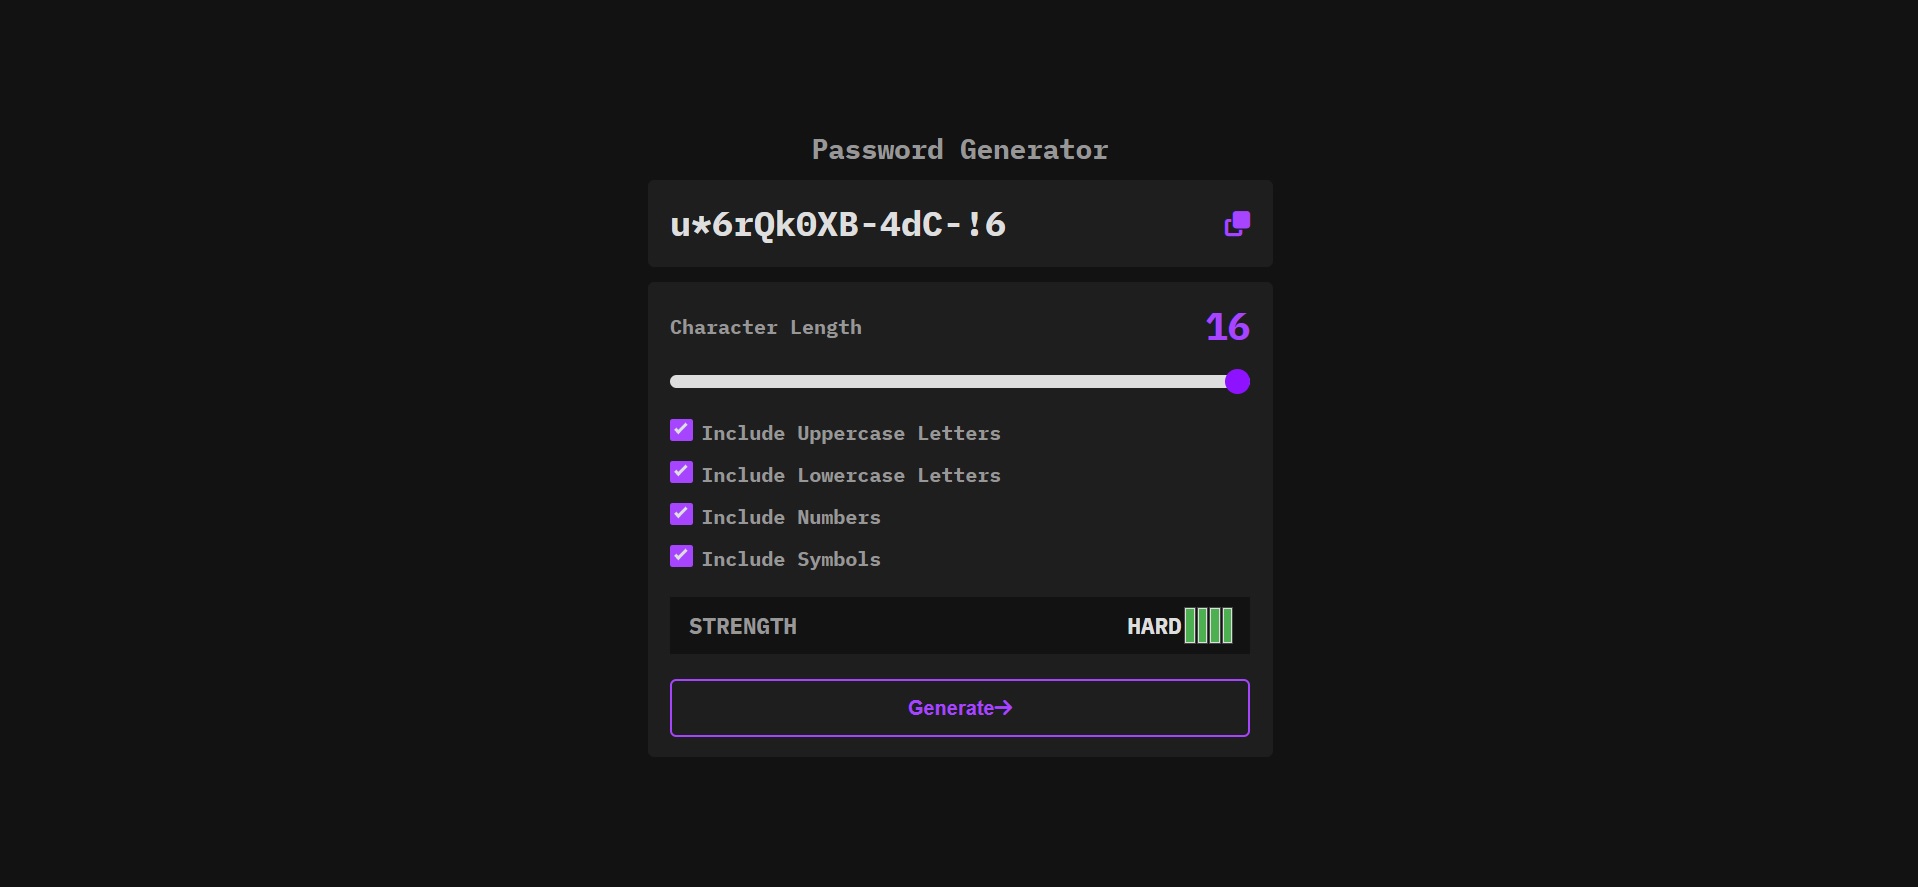 Password Generator
u*6rQk0XB-4dC-!6
Character Length 16
Include Uppercase Letters
Include Lowercase Letters
Include Numbers
Include Symbols
STRENGTH HARD
Generate→